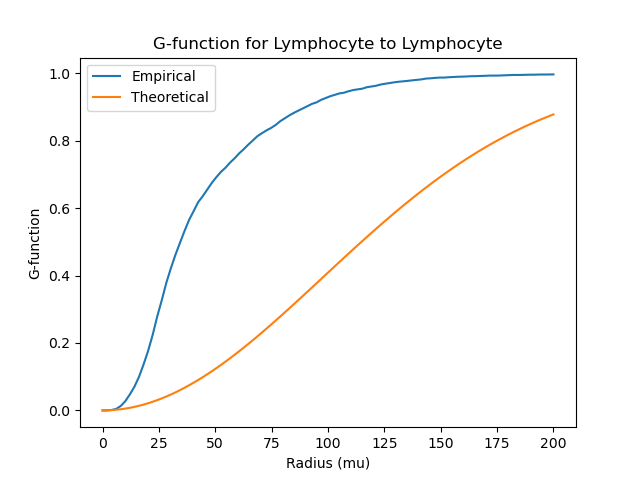 G-function for Lymphocyte to Lymphocyte
Empirical
Theoretical
1.0
0.8
0.6
0.4
0.2
0.0
G-function
0 25 50 75 100 125 150 175 200
Radius (mu)